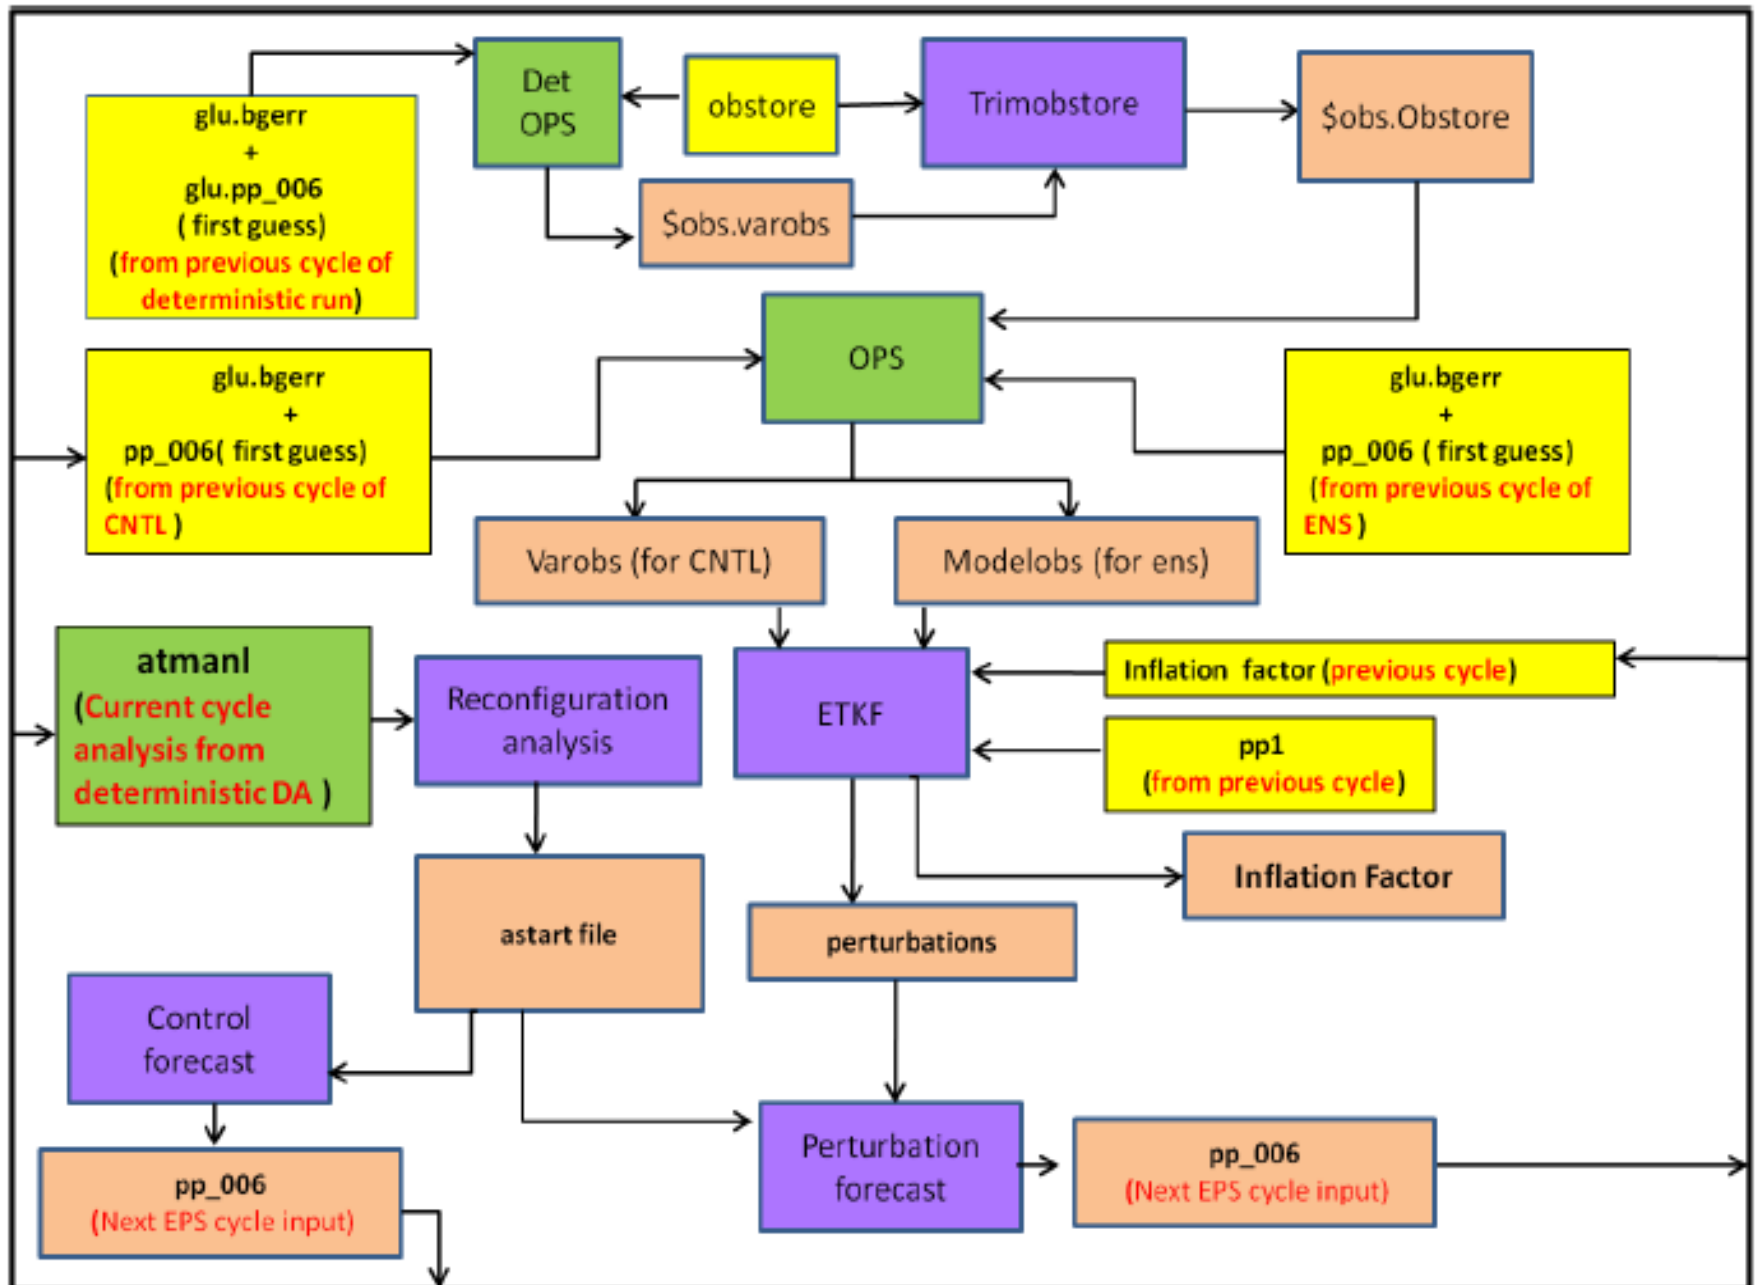 glu.bgerr
+
glu.pp_006
( first guess)
(from previous cycle of
deterministic run)
Det
OPS
obstore
Trimobstore
$obs.Obstore
$obs.varobs
OPS
glu.bgerr
+
pp_006( first guess)
(from previous cycle of
CNTL )
glu.bgerr
+
pp_006 ( first guess)
(from previous cycle of
ENS )
Varobs (for CNTL)
Modelobs (for ens)
atmanl
(Current cycle
analysis from
deterministic DA )
Reconfiguration
analysis
ETKF
Inflation factor (previous cycle)
pp1
(from previous cycle)
Inflation Factor
astart file
perturbations
Control
forecast
Perturbation
forecast
pp_006
(Next EPS cycle input)
pp_006
(Next EPS cycle input)